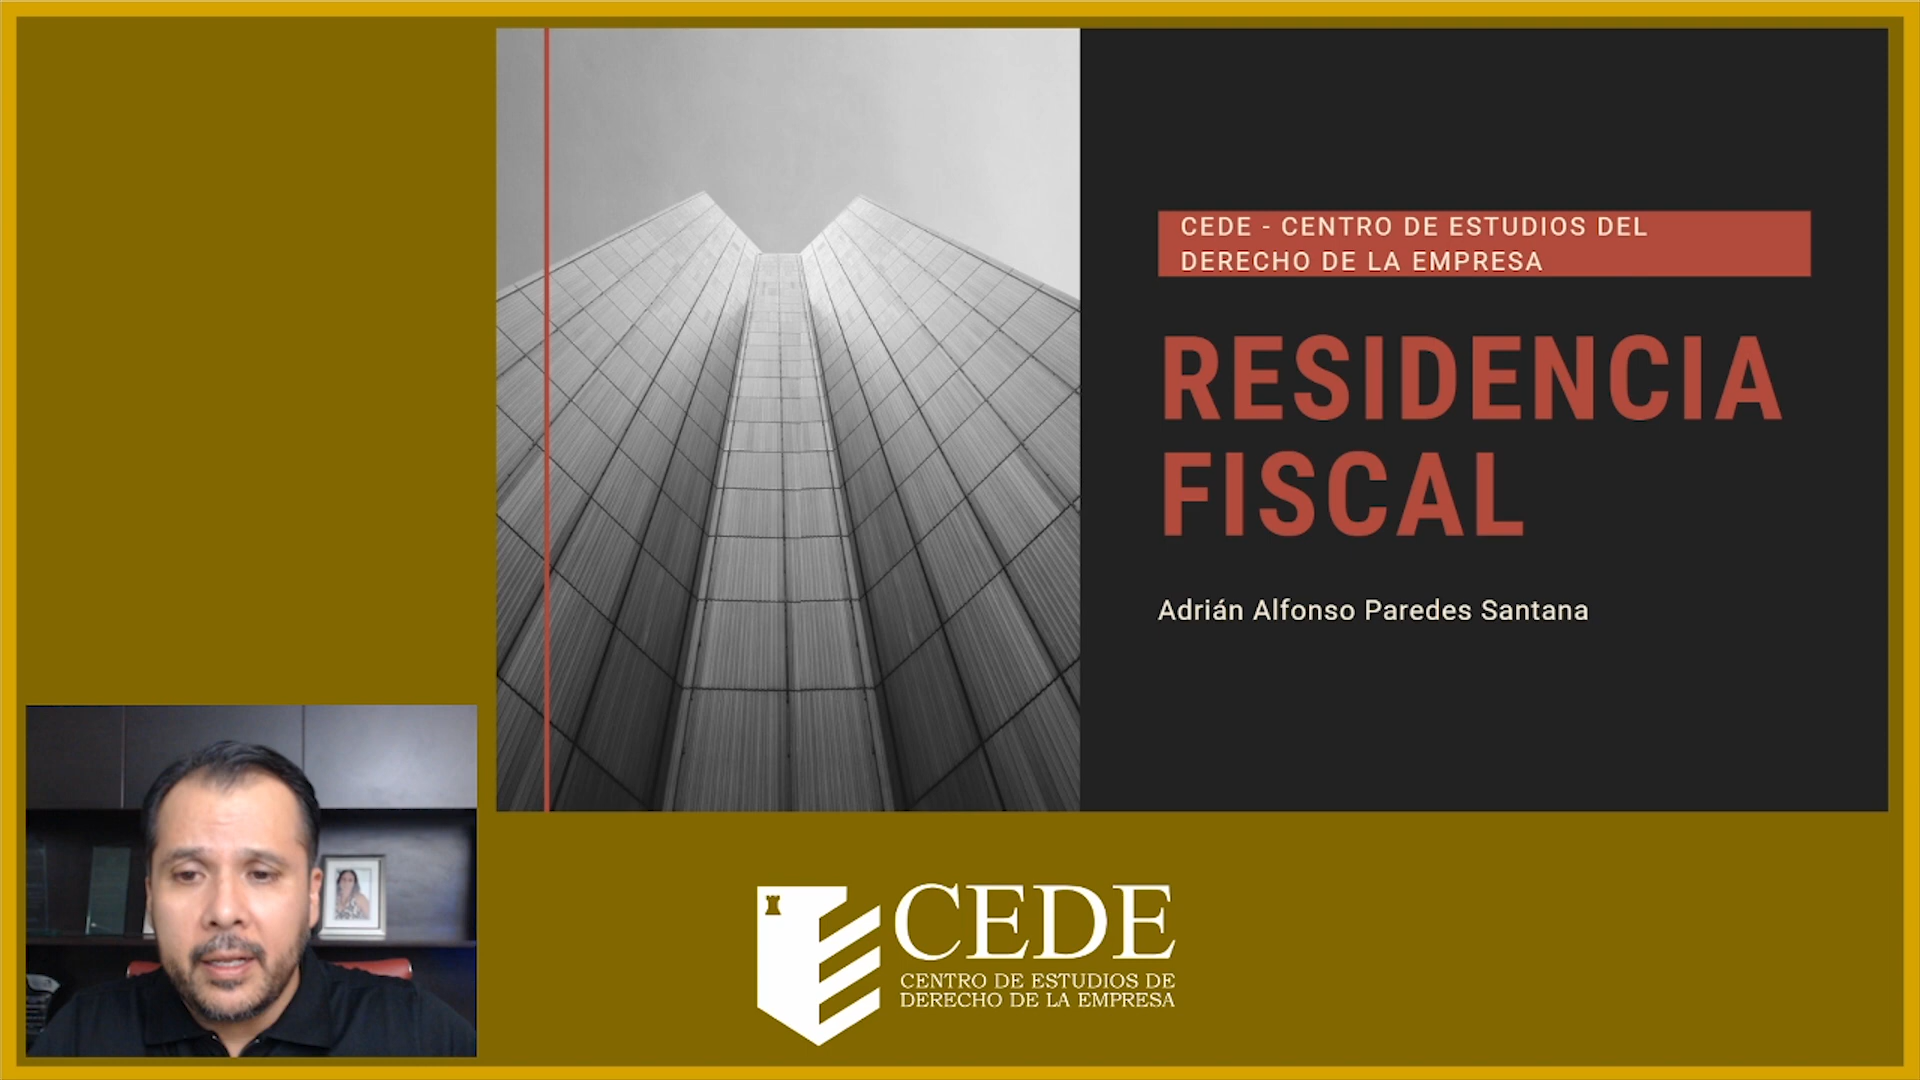 CEDE - CENTRO DE ESTUDIOS DEL
DERECHO DE LA EMPRESA
RESIDENCIA
FISCAL
Adrián Alfonso Paredes Santana
CEDE
CENTRO DE ESTUDIOS DE
DERECHO DE LA EMPRESA